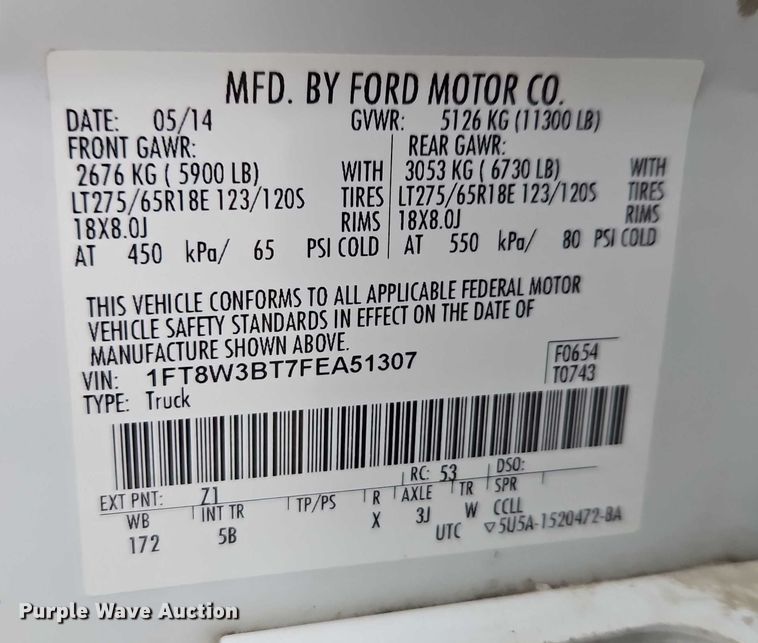 MFD. BY FORD MOTOR CO.
DATE: 05/14 GVWR: 5126 KG (11300 LB)
FRONT GAWR: REAR GAWR:
2676 KG ( 5900 LB) WITH 3053 KG ( 6730 LB) WITH
LT275/65R18E 123/120S TIRES LT275/65R18E 123/120S TIRES
18X8.0J RIMS 18X8.0J RIMS
AT 450 kPa/ 65 PSI COLD AT 550 kPa/ 80 PSI COLD
THIS VEHICLE CONFORMS TO ALL APPLICABLE FEDERAL MOTOR
VEHICLE SAFETY STANDARDS IN EFFECT ON THE DATE OF
MANUFACTURE SHOWN ABOVE.
VIN: 1FT8W3BT7FEA51307 F0654
TYPE: Truck T0743
EXT PNT: Z1 RC: 53 DSO:
WB INT TR TP/PS R AXLE TR SPR
172 5B X 3J W CCLL
UTC ▽5U5A-1520472-BA
Purple Wave Auction